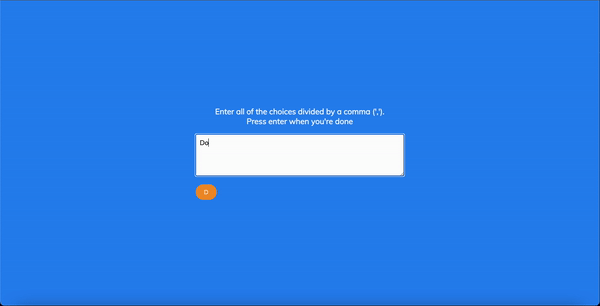 Enter all of the choices divided by a comma (',').
Press enter when you're done
Do
D